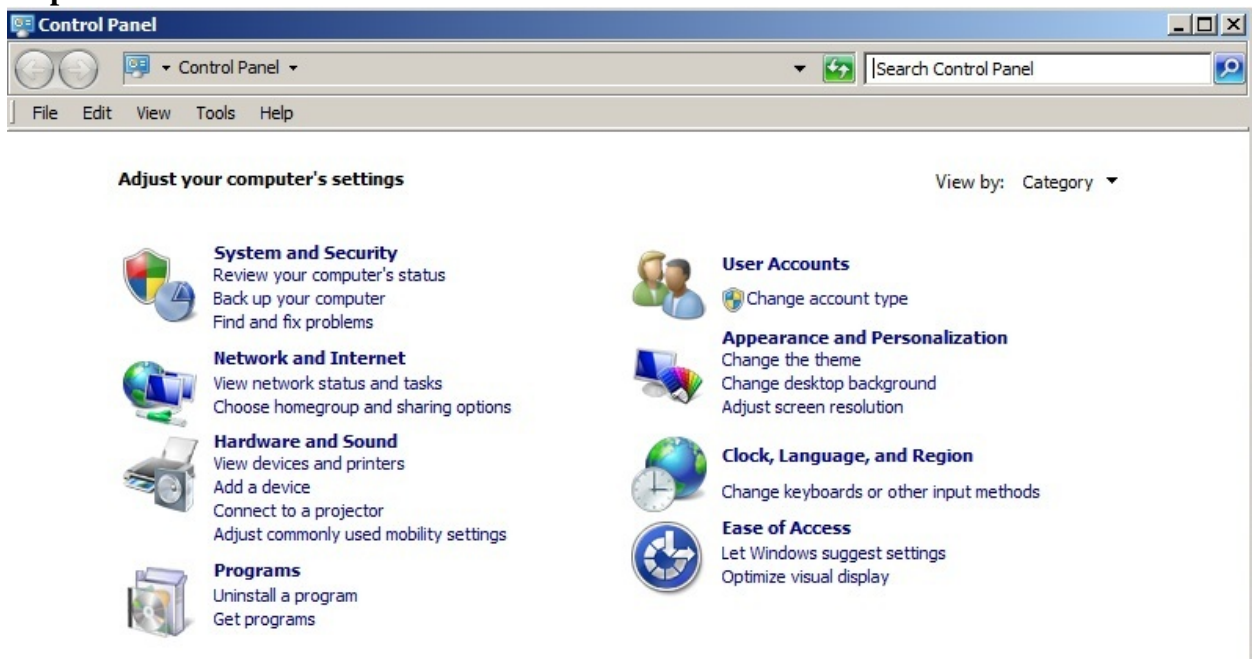 Control Panel
Control Panel
Search Control Panel
File Edit View Tools Help
Adjust your computer's settings
View by: Category
System and Security
Review your computer's status
Back up your computer
Find and fix problems
Network and Internet
View network status and tasks
Choose homegroup and sharing options
Hardware and Sound
View devices and printers
Add a device
Connect to a projector
Adjust commonly used mobility settings
Programs
Uninstall a program
Get programs
User Accounts
Change account type
Appearance and Personalization
Change the theme
Change desktop background
Adjust screen resolution
Clock, Language, and Region
Change keyboards or other input methods
Ease of Access
Let Windows suggest settings
Optimize visual display